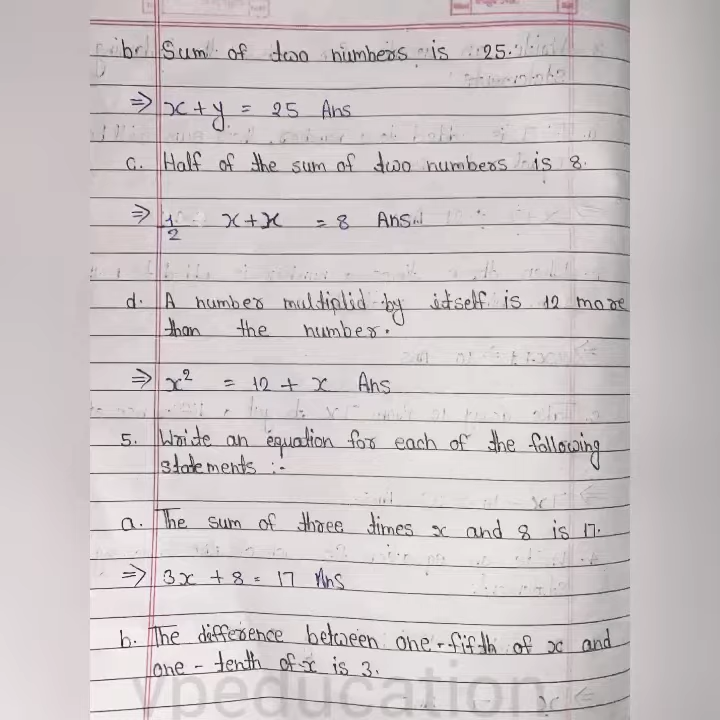 b. Sum of two numbers is 25.
⇒ x + y = 25 Ans
c. Half of the sum of two numbers is 8.
⇒ 1/2 x + x = 8 Ans.
d. A number multiplid by itself is 12 more
than the number.
⇒ x² = 12 + x Ans
5. Write an equation for each of the following
statements :-
a. The sum of three times x and 8 is 17.
⇒ 3x + 8 = 17 Ans
b. The difference between one-fifth of x and
one-tenth of x is 3.
vpeducation